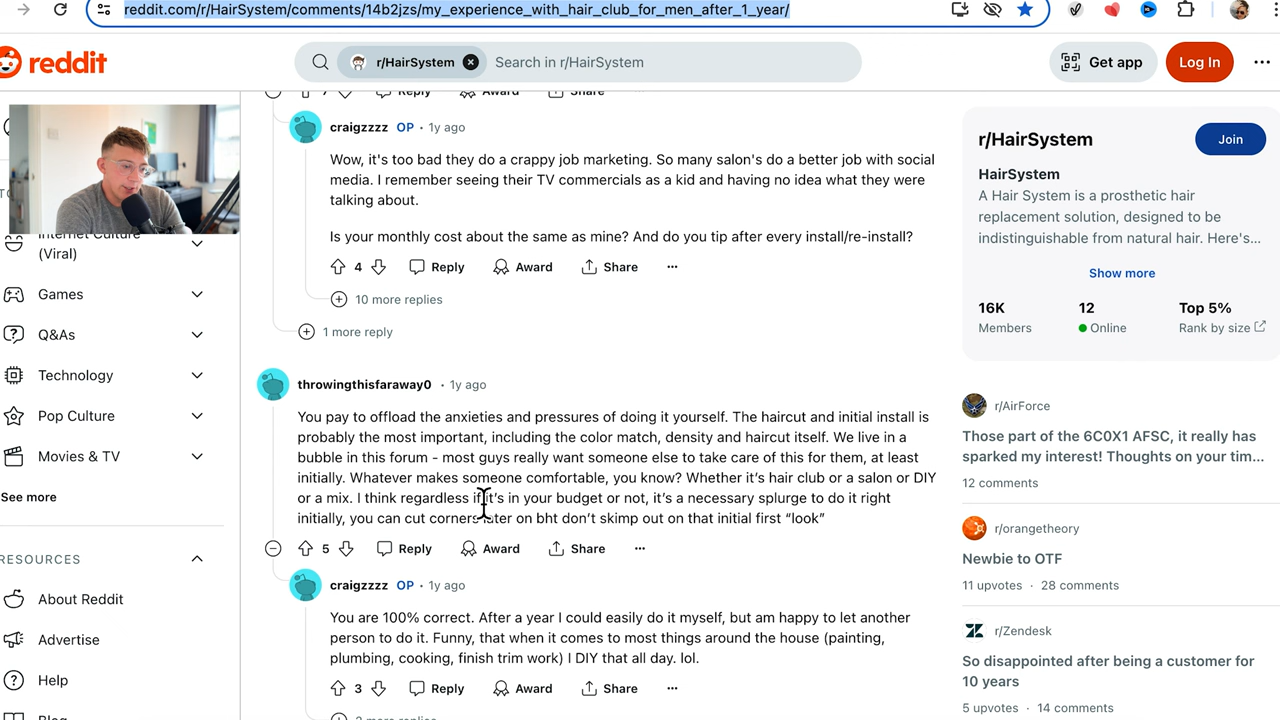 reddit.com/r/HairSystem/comments/14b2jzs/my_experience_with_hair_club_for_men_after_1_year/
reddit
r/HairSystem
Search in r/HairSystem
Get app
Log In
7 Reply Award Share
craigzzzz OP • 1y ago
Wow, it's too bad they do a crappy job marketing. So many salon's do a better job with social
media. I remember seeing their TV commercials as a kid and having no idea what they were
talking about.
Is your monthly cost about the same as mine? And do you tip after every install/re-install?
4 Reply Award Share
10 more replies
1 more reply
throwingthisfaraway0 • 1y ago
You pay to offload the anxieties and pressures of doing it yourself. The haircut and initial install is
probably the most important, including the color match, density and haircut itself. We live in a
bubble in this forum - most guys really want someone else to take care of this for them, at least
initially. Whatever makes someone comfortable, you know? Whether it's hair club or a salon or DIY
or a mix. I think regardless if it's in your budget or not, it's a necessary splurge to do it right
initially, you can cut corners later on bht don't skimp out on that initial first “look”
5 Reply Award Share
craigzzzz OP • 1y ago
You are 100% correct. After a year I could easily do it myself, but am happy to let another
person to do it. Funny, that when it comes to most things around the house (painting,
plumbing, cooking, finish trim work) I DIY that all day. lol.
3 Reply Award Share
more replies
Internet Culture
(Viral)
Games
Q&As
Technology
Pop Culture
Movies & TV
See more
RESOURCES
About Reddit
Advertise
Help
Blog
r/HairSystem
Join
HairSystem
A Hair System is a prosthetic hair
replacement solution, designed to be
indistinguishable from natural hair. Here's...
Show more
16K 12 Top 5%
Members Online Rank by size
r/AirForce
Those part of the 6C0X1 AFSC, it really has
sparked my interest! Thoughts on your tim...
12 comments
r/orangetheory
Newbie to OTF
11 upvotes · 28 comments
r/Zendesk
So disappointed after being a customer for
10 years
5 upvotes · 14 comments